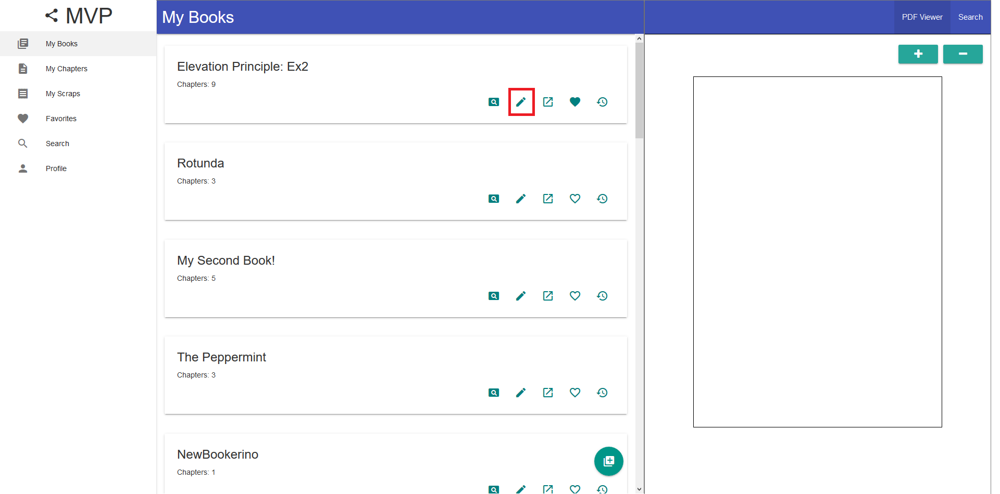 MVP
My Books
My Chapters
My Scraps
Favorites
Search
Profile
My Books
Elevation Principle: Ex2
Chapters: 9
Rotunda
Chapters: 3
My Second Book!
Chapters: 5
The Peppermint
Chapters: 3
NewBookerino
Chapters: 1
PDF Viewer
Search